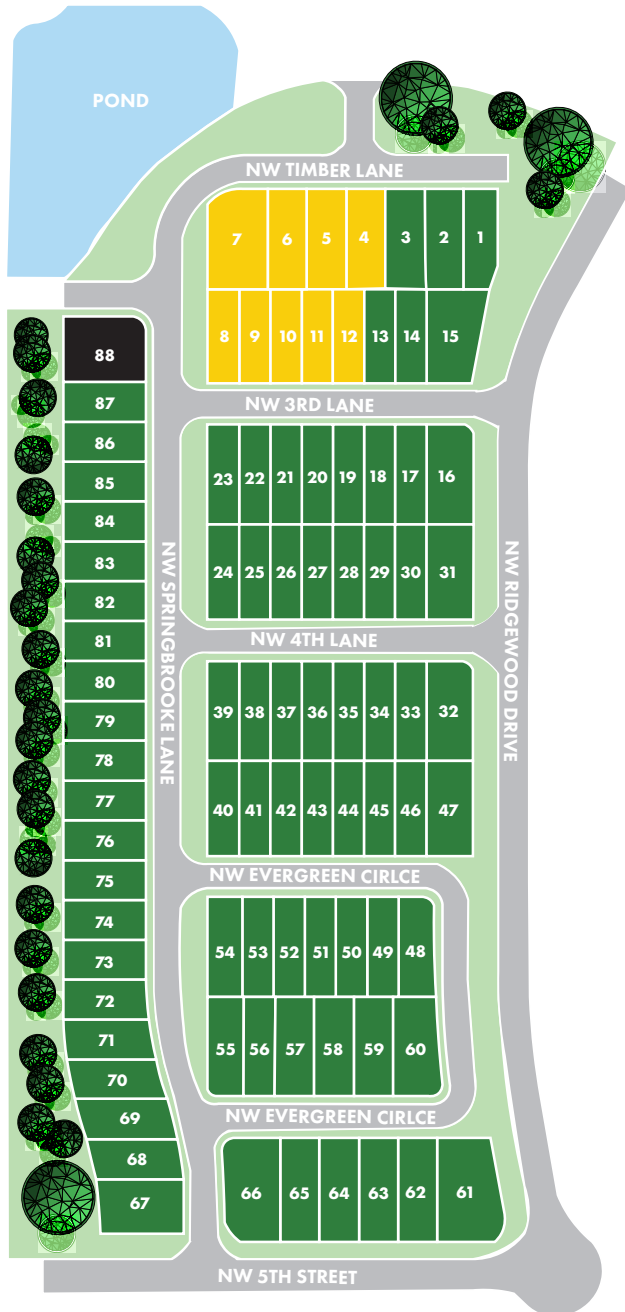 POND
NW TIMBER LANE
7 6 5 4 3 2 1
8 9 10 11 12 13 14 15
NW 3RD LANE
23 22 21 20 19 18 17 16
24 25 26 27 28 29 30 31
NW 4TH LANE
39 38 37 36 35 34 33 32
40 41 42 43 44 45 46 47
NW EVERGREEN CIRLCE
54 53 52 51 50 49 48
55 56 57 58 59 60
NW EVERGREEN CIRLCE
66 65 64 63 62 61
NW 5TH STREET
88
87
86
85
84
83
82
81
80
79
78
77
76
75
74
73
72
71
70
69
68
67
NW SPRINGBROOKE LANE
NW RIDGEWOOD DRIVE